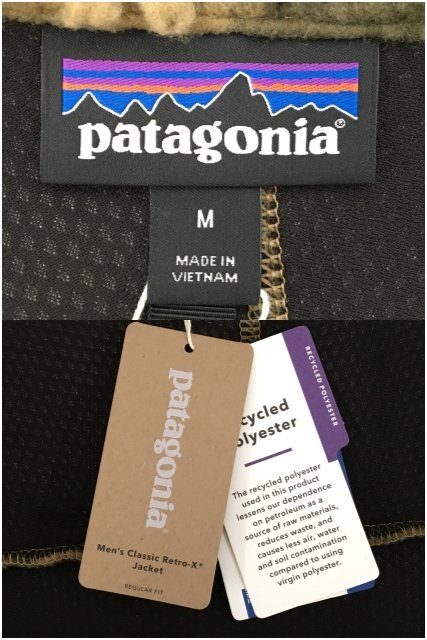 patagonia®
M
MADE IN
VIETNAM
patagonia®
Men's Classic Retro-X®
Jacket
REGULAR FIT
RECYCLED POLYESTER
cycled
olyester
The recycled polyester
used in this product
lessens our dependence
on petroleum as a
source of raw materials,
reduces waste, and
causes less air, water
and soil contamination
compared to using
virgin polyester.